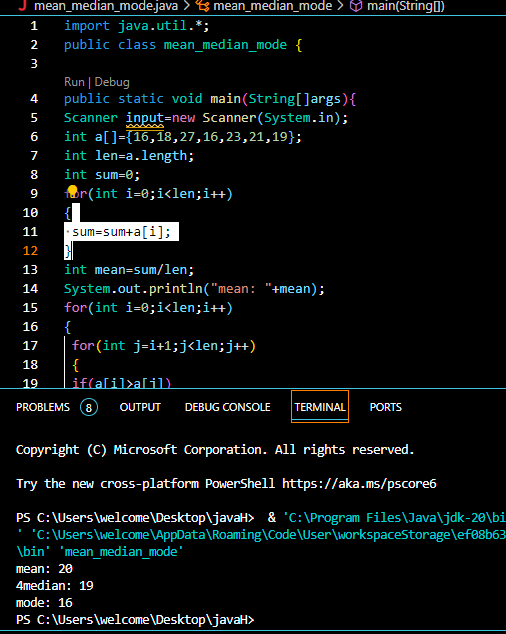 mean_median_mode.java > mean_median_mode > main(String[])
1 import java.util.*;
2 public class mean_median_mode {
3
Run | Debug
4 public static void main(String[]args){
5 Scanner input=new Scanner(System.in);
6 int a[]={16,18,27,16,23,21,19};
7 int len=a.length;
8 int sum=0;
9 for(int i=0;i<len;i++)
10 {
11 sum=sum+a[i];
12 }
13 int mean=sum/len;
14 System.out.println("mean: "+mean);
15 for(int i=0;i<len;i++)
16 {
17 for(int j=i+1;j<len;j++)
18 {
19 if(a[i]>a[j])
PROBLEMS 8 OUTPUT DEBUG CONSOLE TERMINAL PORTS
Copyright (C) Microsoft Corporation. All rights reserved.
Try the new cross-platform PowerShell https://aka.ms/pscore6
PS C:\Users\welcome\Desktop\javaH>  & 'C:\Program Files\Java\jdk-20\bi
' 'C:\Users\welcome\AppData\Roaming\Code\User\workspaceStorage\ef08b63
\bin' 'mean_median_mode'
mean: 20
4median: 19
mode: 16
PS C:\Users\welcome\Desktop\javaH>